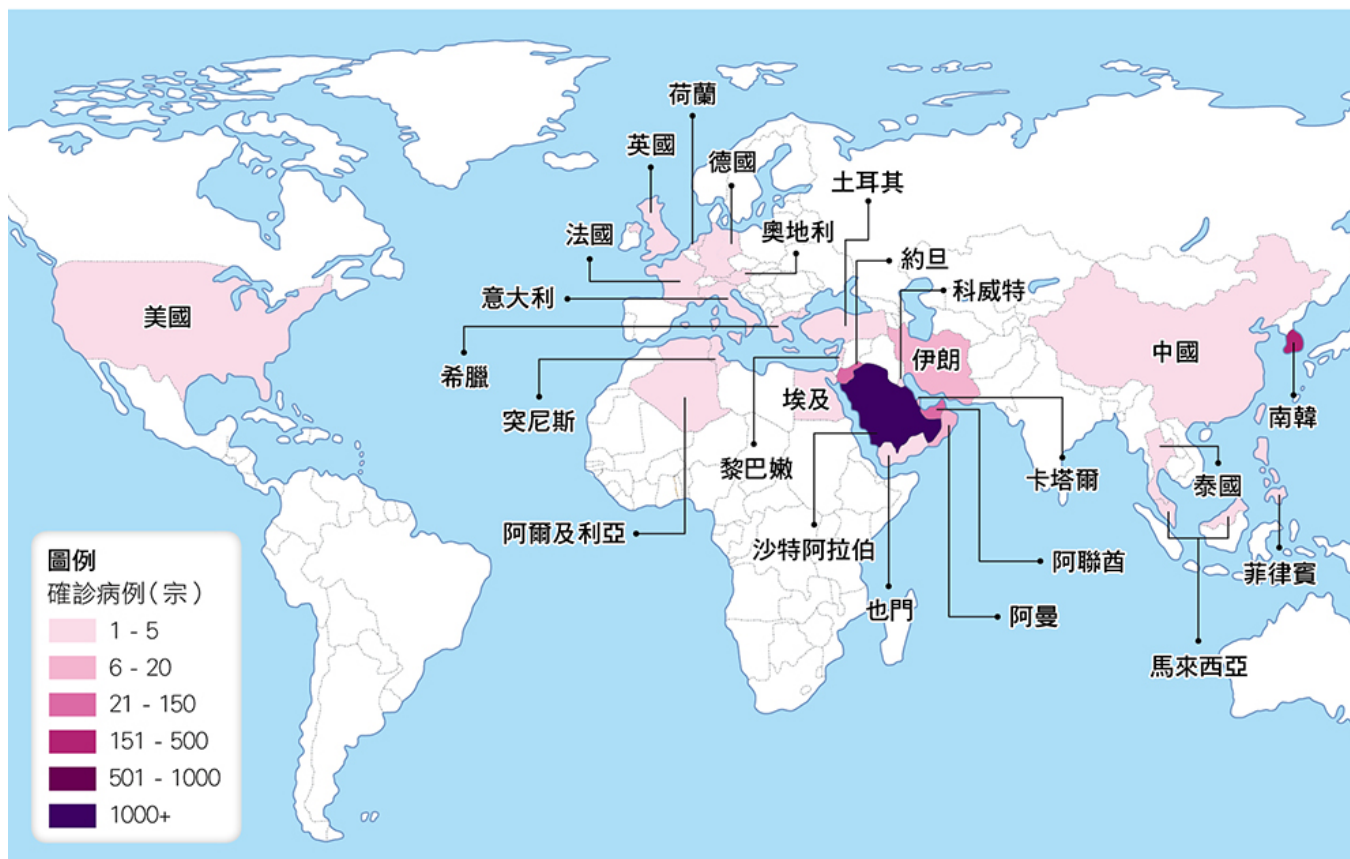 荷蘭
英國
德國
土耳其
法國
奧地利
約旦
意大利
科威特
美國
伊朗
中國
希臘
埃及
突尼斯
南韓
黎巴嫩
卡塔爾
泰國
阿爾及利亞
沙特阿拉伯
阿聯酋
菲律賓
也門
阿曼
馬來西亞
圖例
確診病例(宗)
1 - 5
6 - 20
21 - 150
151 - 500
501 - 1000
1000+